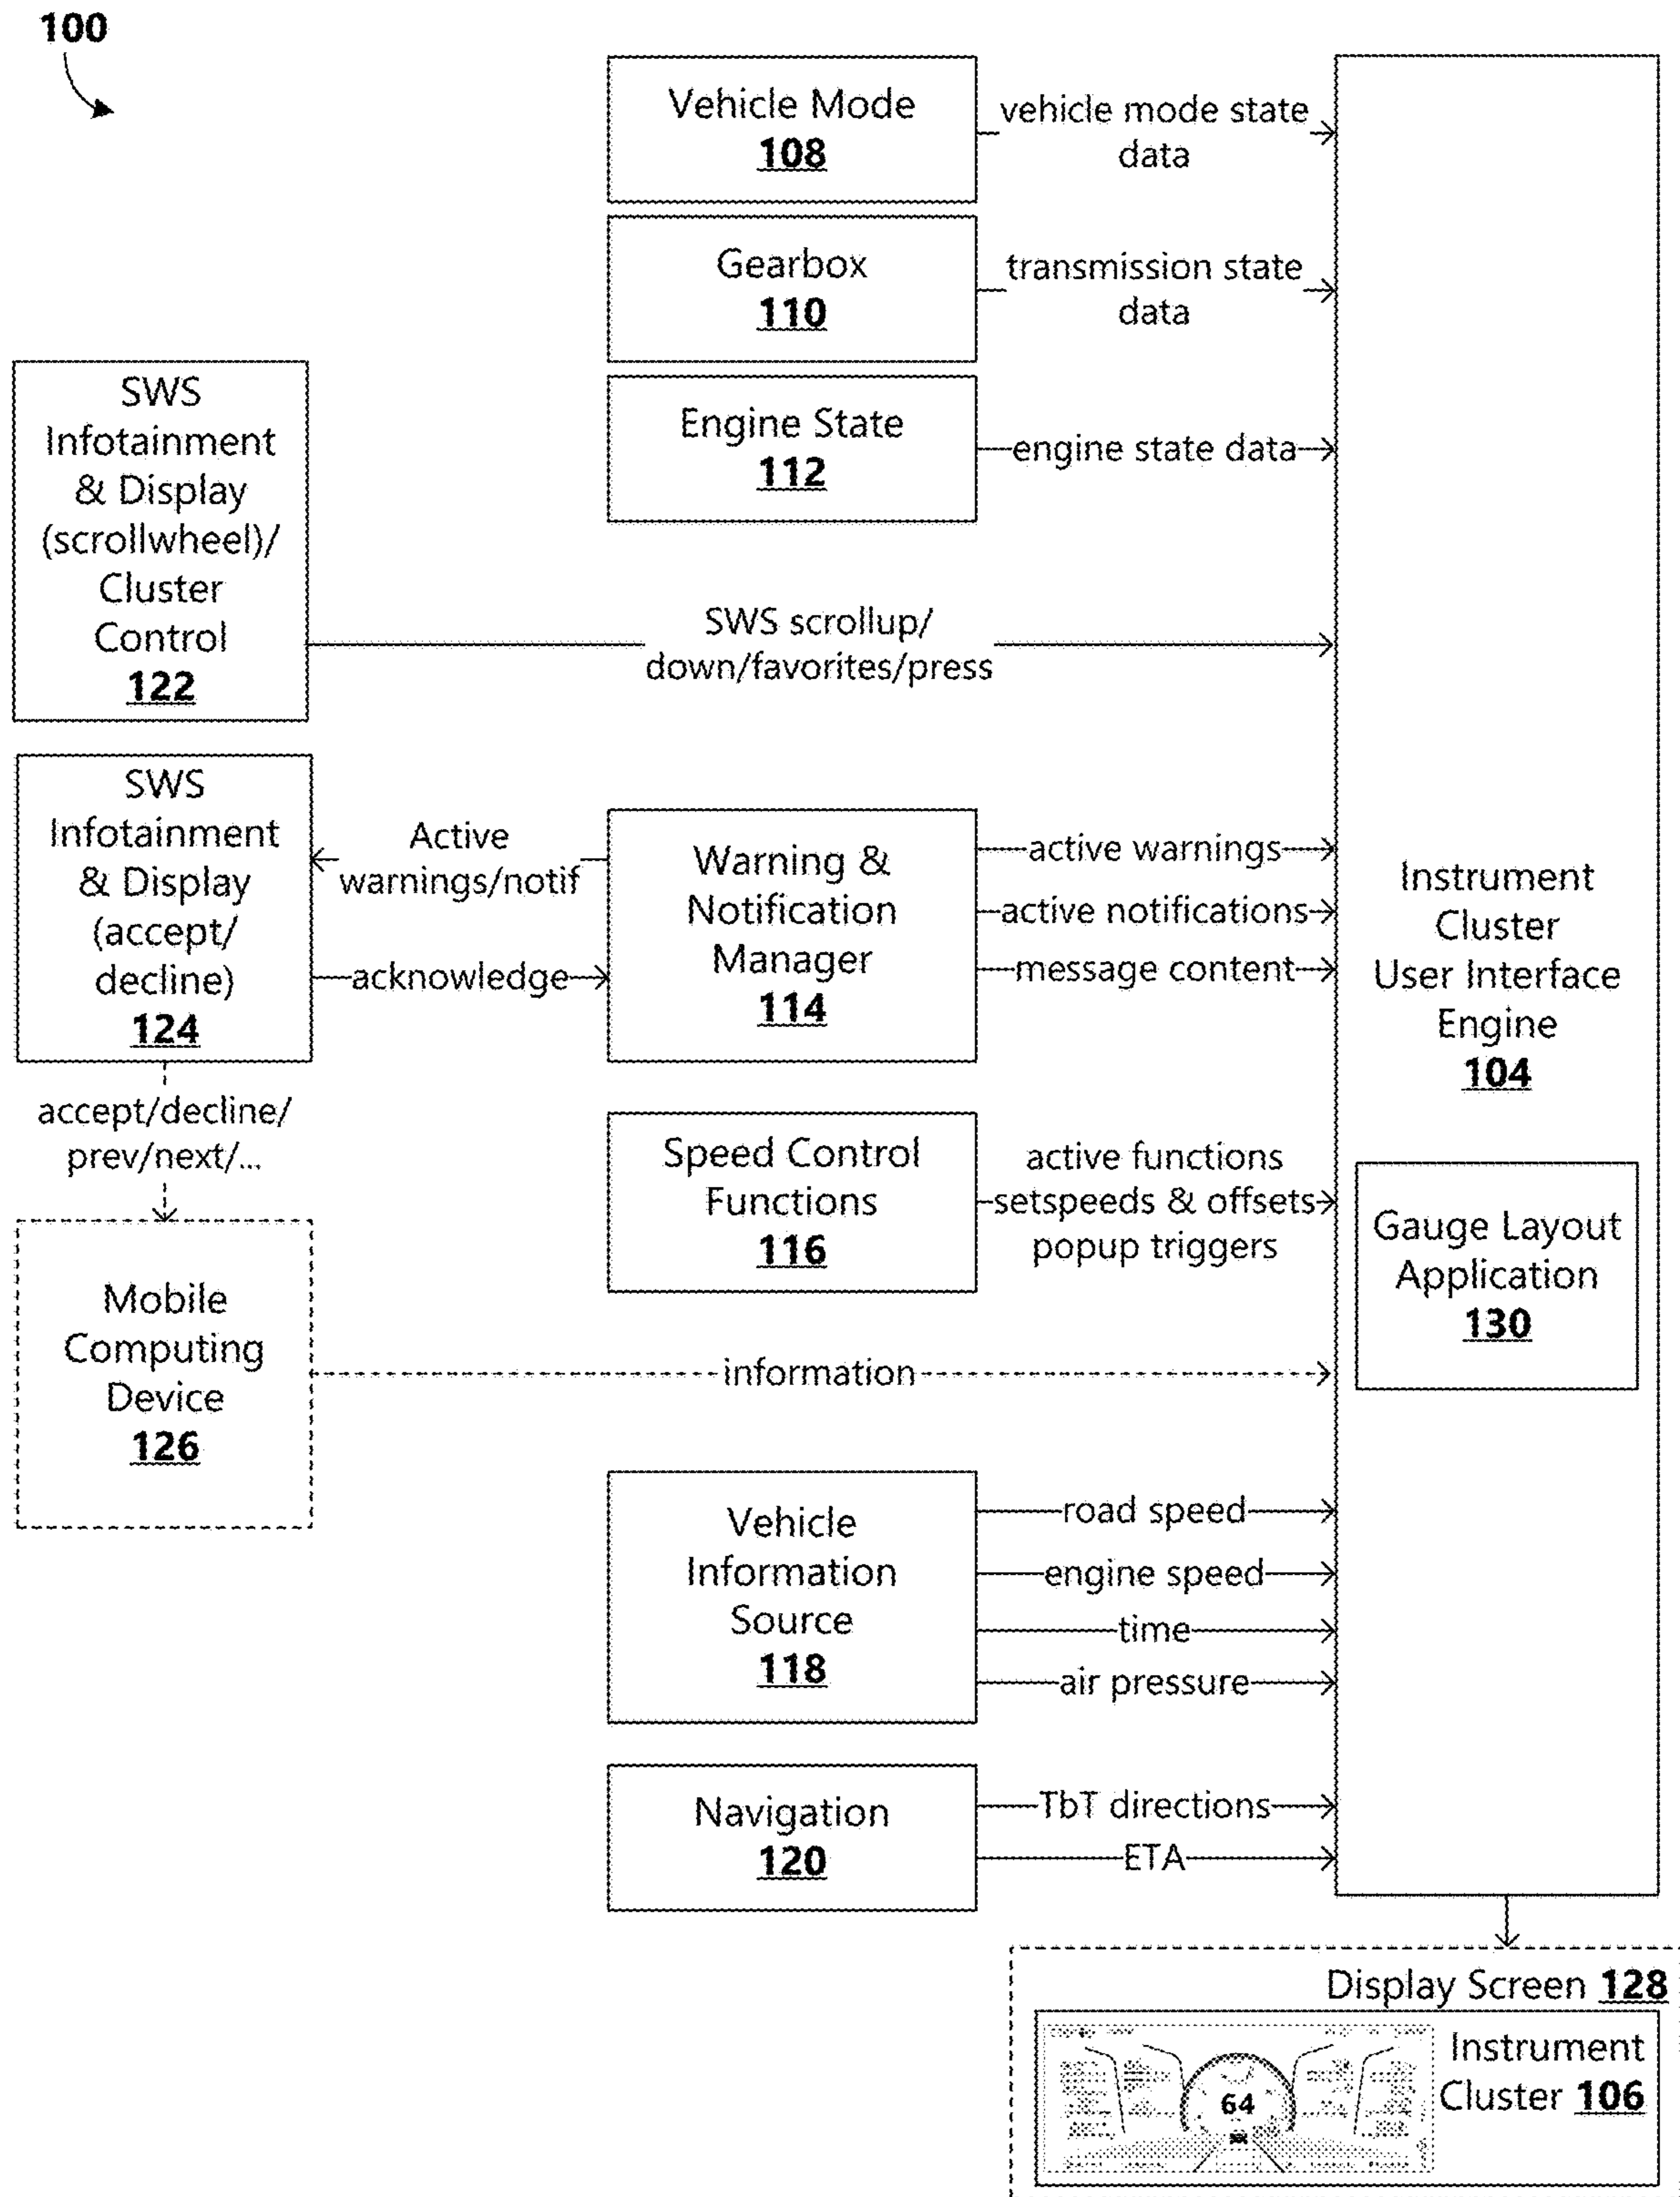 100
Vehicle Mode
108
vehicle mode state
data
Gearbox
110
transmission state
data
Engine State
112
engine state data
SWS
Infotainment
& Display
(scrollwheel)/
Cluster
Control
122
SWS scrollup/
down/favorites/press
SWS
Infotainment
& Display
(accept/
decline)
124
Active
warnings/notif
acknowledge
Warning &
Notification
Manager
114
active warnings
active notifications
message content
Instrument
Cluster
User Interface
Engine
104
accept/decline/
prev/next/...
Speed Control
Functions
116
active functions
setspeeds & offsets
popup triggers
Gauge Layout
Application
130
Mobile
Computing
Device
126
information
Vehicle
Information
Source
118
road speed
engine speed
time
air pressure
Navigation
120
TbT directions
ETA
Display Screen 128
Instrument
Cluster 106
64